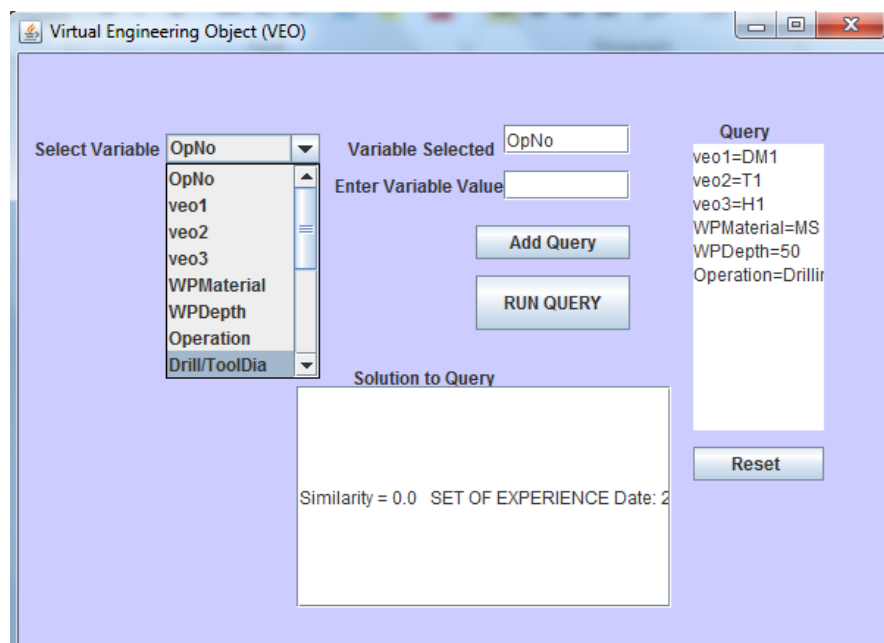 Virtual Engineering Object (VEO)
Select Variable
OpNo
OpNo
veo1
veo2
veo3
WPMaterial
WPDepth
Operation
Drill/ToolDia
Variable Selected
OpNo
Enter Variable Value
Add Query
RUN QUERY
Query
veo1=DM1
veo2=T1
veo3=H1
WPMaterial=MS
WPDepth=50
Operation=Drillin
Reset
Solution to Query
Similarity = 0.0 SET OF EXPERIENCE Date: 2